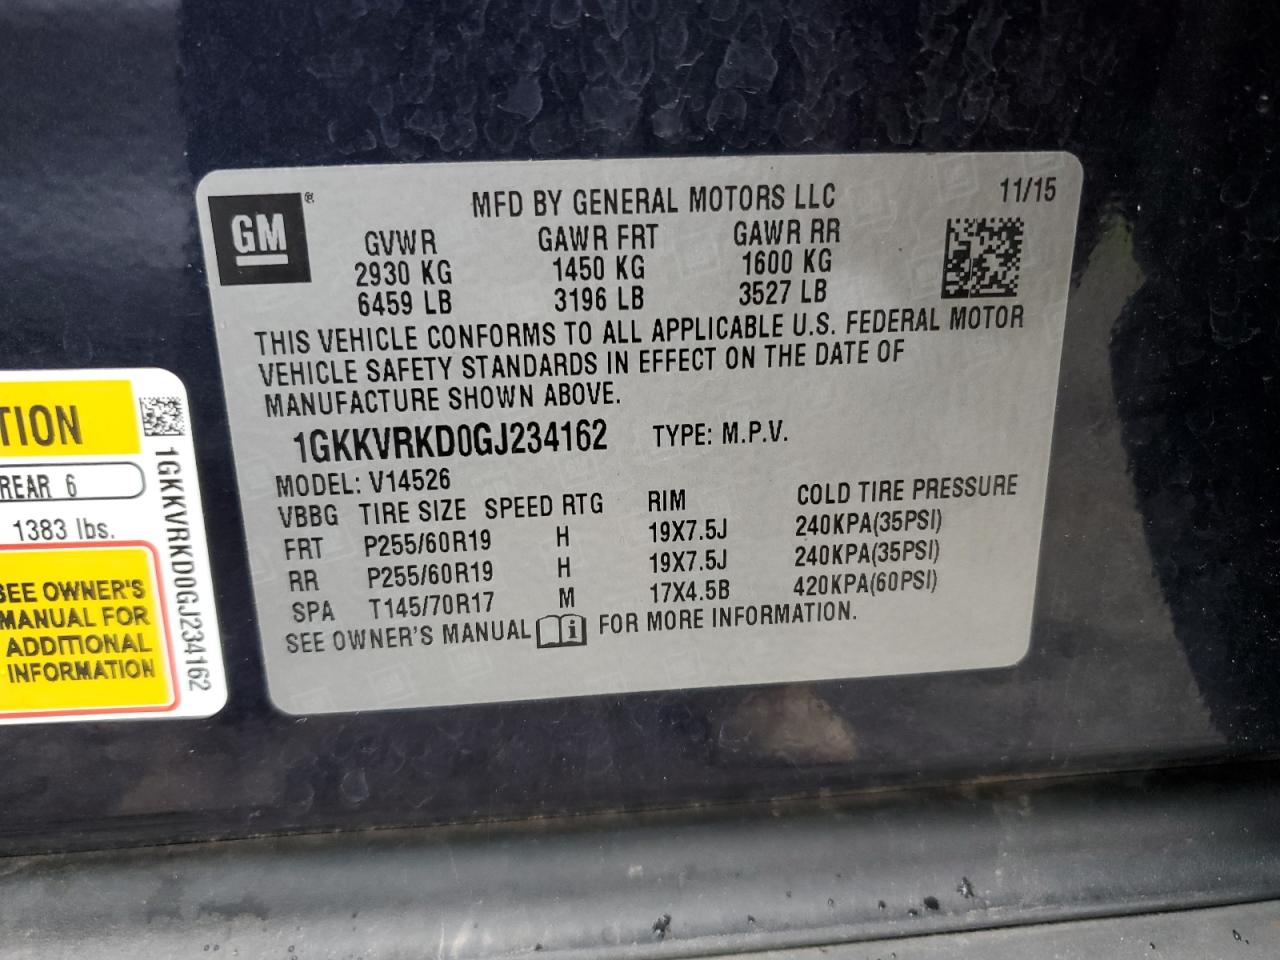 GM ®
MFD BY GENERAL MOTORS LLC 11/15
GVWR GAWR FRT GAWR RR
2930 KG 1450 KG 1600 KG
6459 LB 3196 LB 3527 LB
THIS VEHICLE CONFORMS TO ALL APPLICABLE U.S. FEDERAL MOTOR
VEHICLE SAFETY STANDARDS IN EFFECT ON THE DATE OF
MANUFACTURE SHOWN ABOVE.
1GKKVRKD0GJ234162 TYPE: M.P.V.
MODEL: V14526
VBBG TIRE SIZE SPEED RTG RIM COLD TIRE PRESSURE
FRT P255/60R19 H 19X7.5J 240KPA(35PSI)
RR P255/60R19 H 19X7.5J 240KPA(35PSI)
SPA T145/70R17 M 17X4.5B 420KPA(60PSI)
SEE OWNER'S MANUAL i FOR MORE INFORMATION.
TION
REAR 6
1383 lbs.
SEE OWNER'S
MANUAL FOR
ADDITIONAL
INFORMATION
1GKKVRKD0GJ234162